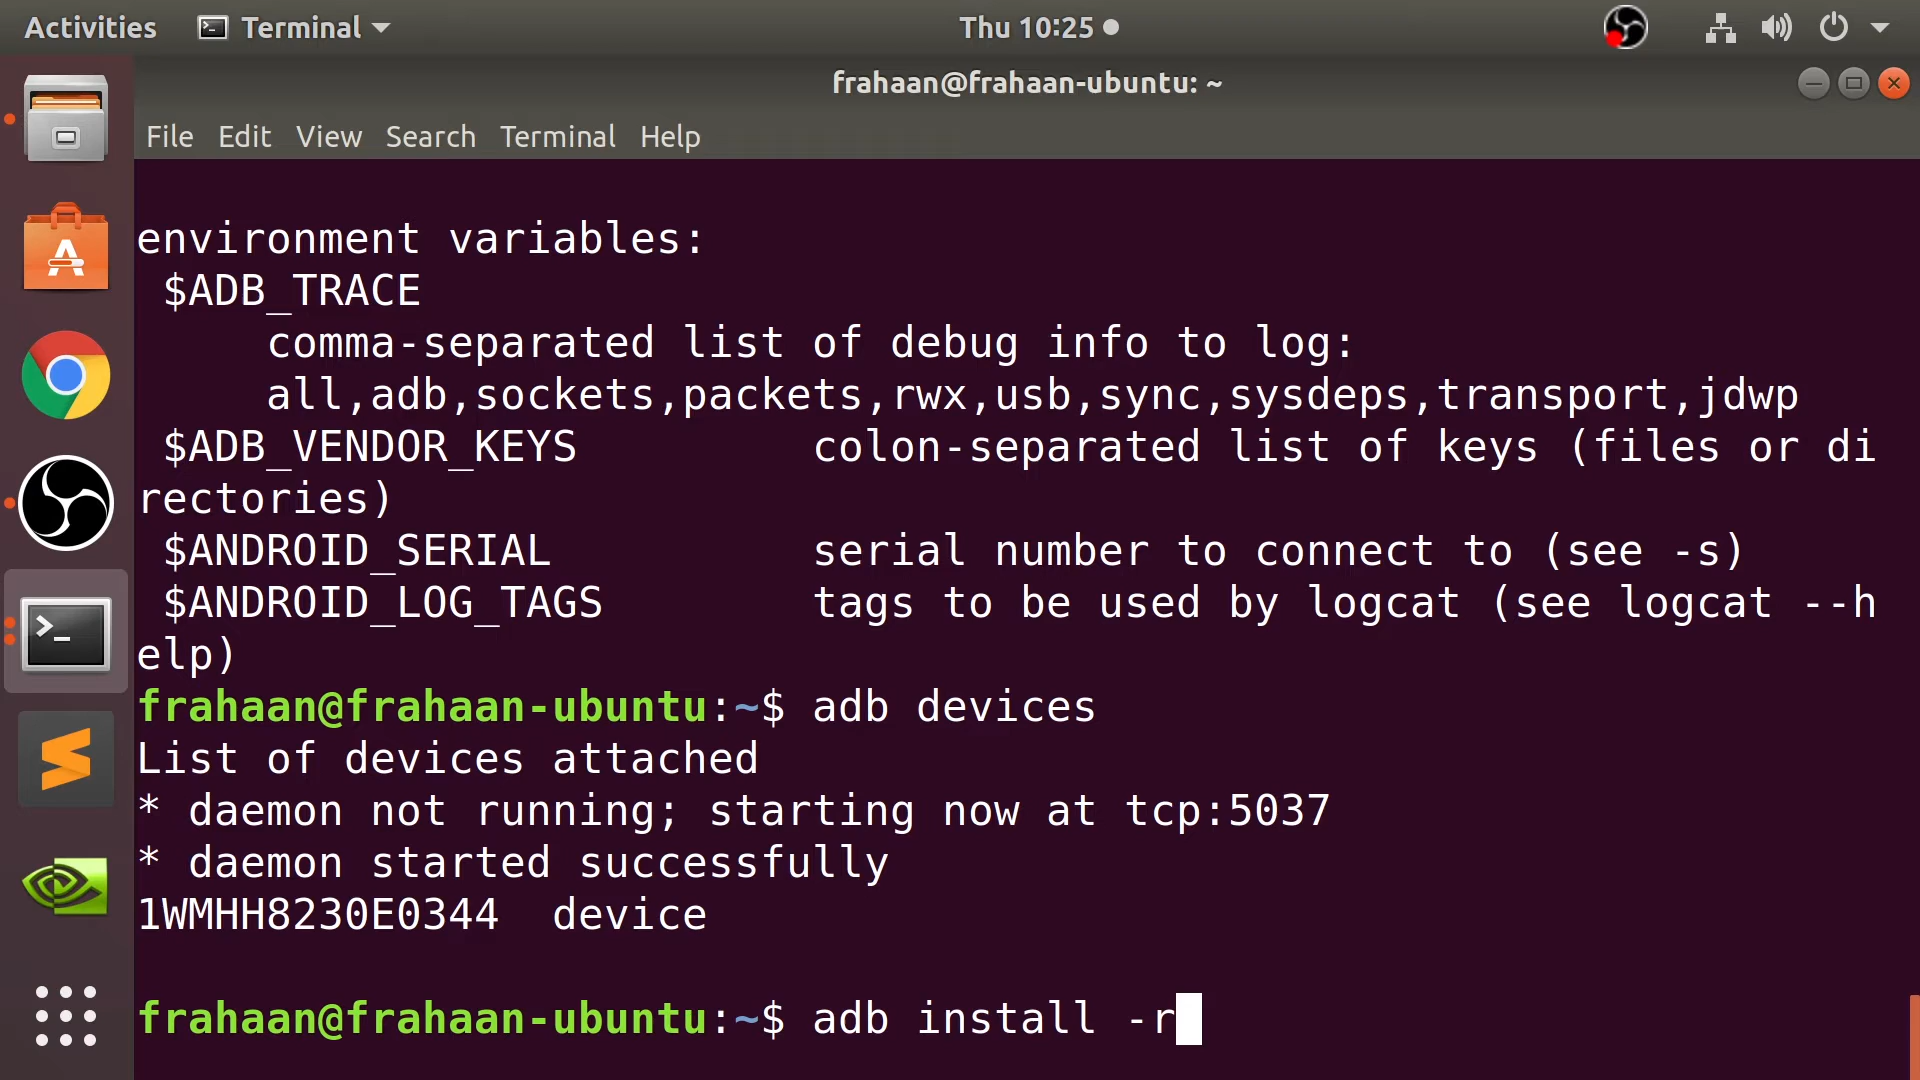 Activities Terminal Thu 10:25
frahaan@frahaan-ubuntu: ~
File Edit View Search Terminal Help
environment variables:
$ADB_TRACE
comma-separated list of debug info to log:
all,adb,sockets,packets,rwx,usb,sync,sysdeps,transport,jdwp
$ADB_VENDOR_KEYS colon-separated list of keys (files or di
rectories)
$ANDROID_SERIAL serial number to connect to (see -s)
$ANDROID_LOG_TAGS tags to be used by logcat (see logcat --h
elp)
frahaan@frahaan-ubuntu:~$ adb devices
List of devices attached
* daemon not running; starting now at tcp:5037
* daemon started successfully
1WMHH8230E0344 device
frahaan@frahaan-ubuntu:~$ adb install -r